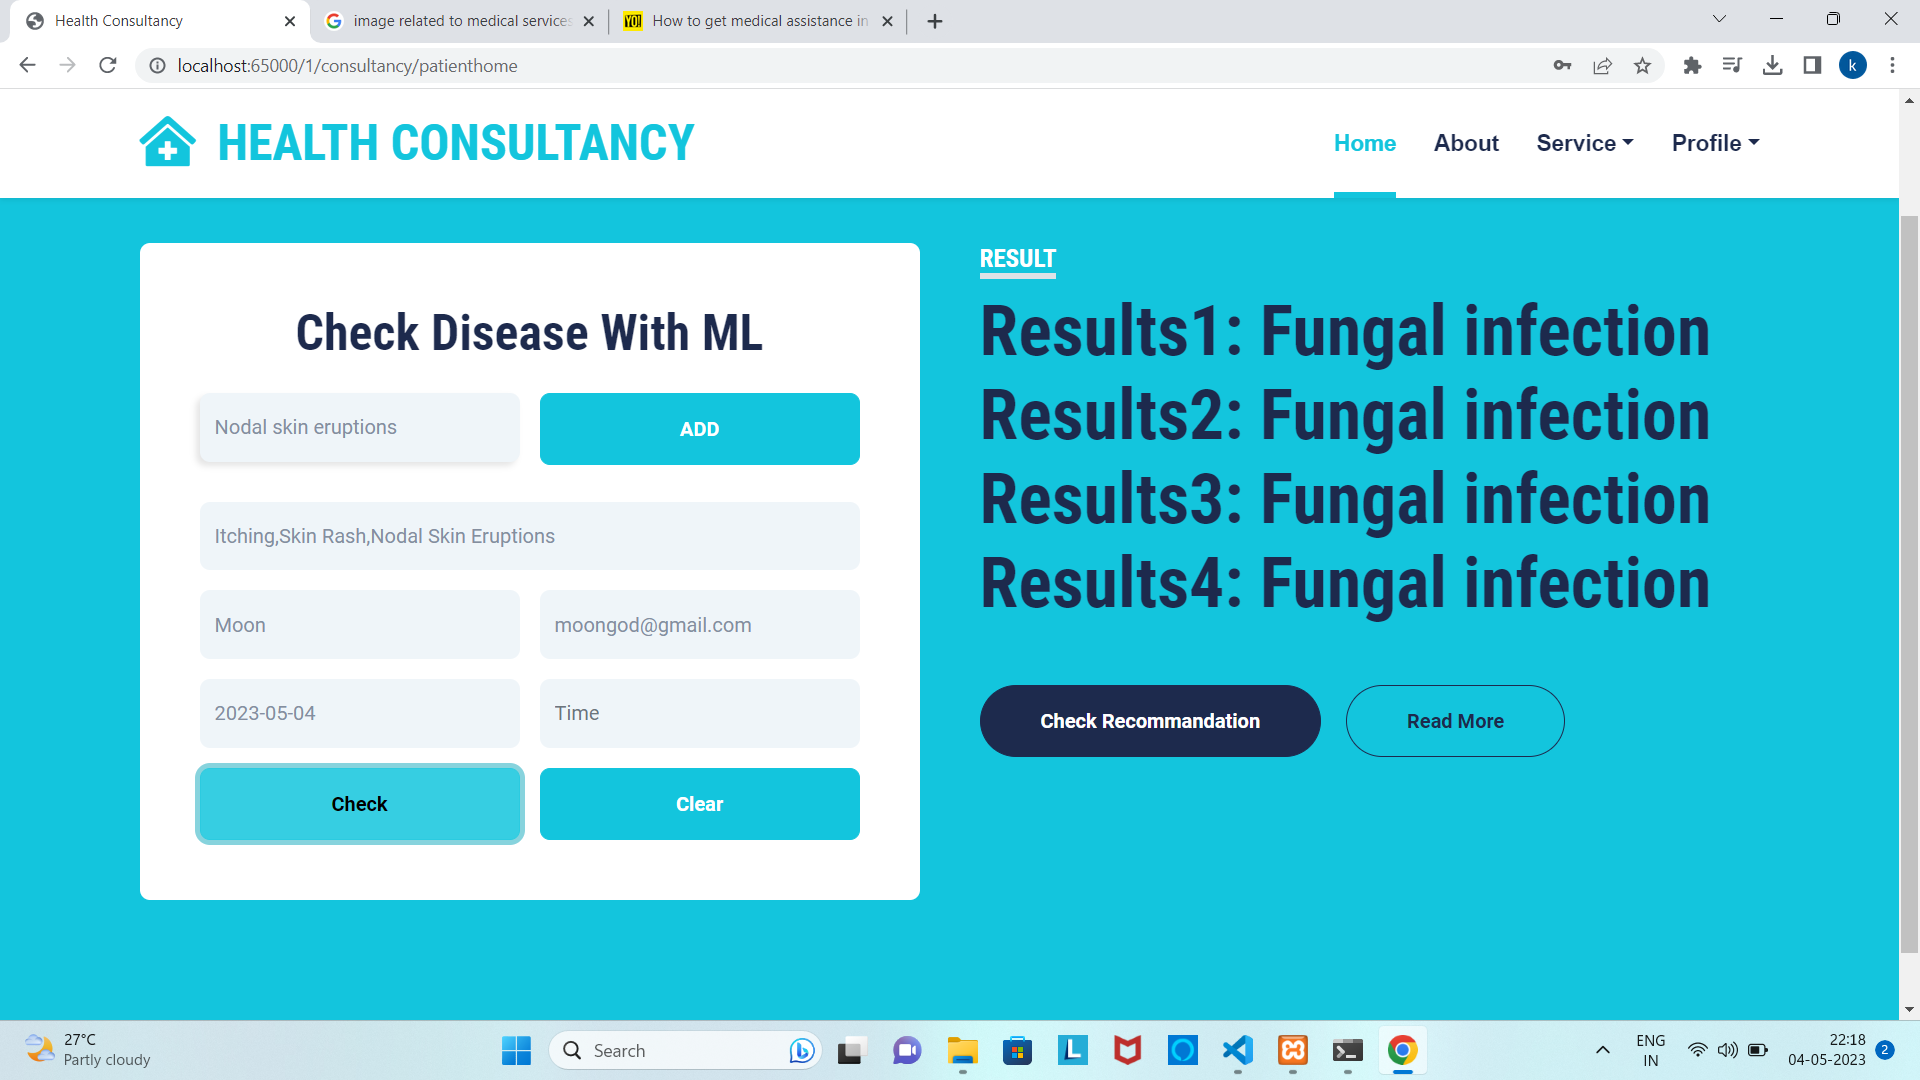 Health Consultancy
image related to medical services
How to get medical assistance in
localhost:65000/1/consultancy/patienthome
k
HEALTH CONSULTANCY
Home
About
Service
Profile
Check Disease With ML
Nodal skin eruptions
ADD
Itching,Skin Rash,Nodal Skin Eruptions
Moon
moongod@gmail.com
2023-05-04
Time
Check
Clear
RESULT
Results1: Fungal infection
Results2: Fungal infection
Results3: Fungal infection
Results4: Fungal infection
Check Recommandation
Read More
27°C
Partly cloudy
Search
ENG
IN
22:18
04-05-2023
2